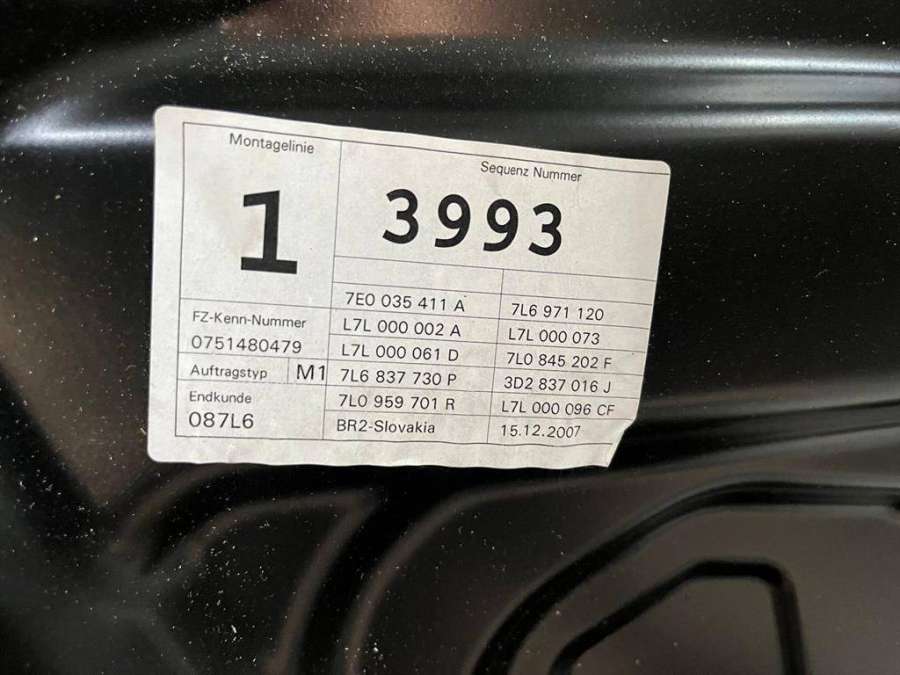 Montagelinie
1
Sequenz Nummer
3993
7E0 035 411 A
7L6 971 120
FZ-Kenn-Nummer
L7L 000 002 A
L7L 000 073
0751480479
L7L 000 061 D
7L0 845 202 F
Auftragstyp M1
7L6 837 730 P
3D2 837 016 J
Endkunde
7L0 959 701 R
L7L 000 096 CF
087L6
BR2-Slovakia
15.12.2007